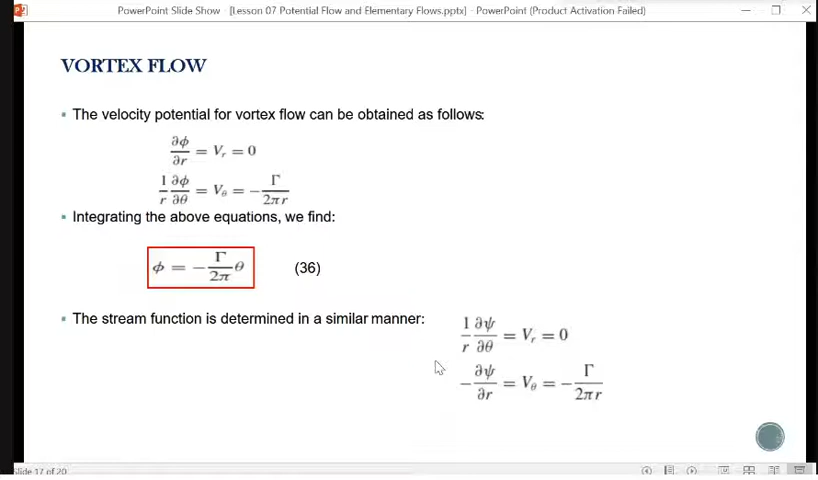 PowerPoint Slide Show - [Lesson 07 Potential Flow and Elementary Flows.pptx] - PowerPoint (Product Activation Failed)
VORTEX FLOW
▪ The velocity potential for vortex flow can be obtained as follows:
∂ϕ/∂r = V_r = 0
1/r ∂ϕ/∂θ = V_θ = −Γ/2πr
▪ Integrating the above equations, we find:
ϕ = −Γ/2π θ (36)
▪ The stream function is determined in a similar manner:
1/r ∂ψ/∂θ = V_r = 0
−∂ψ/∂r = V_θ = −Γ/2πr
Slide 17 of 20